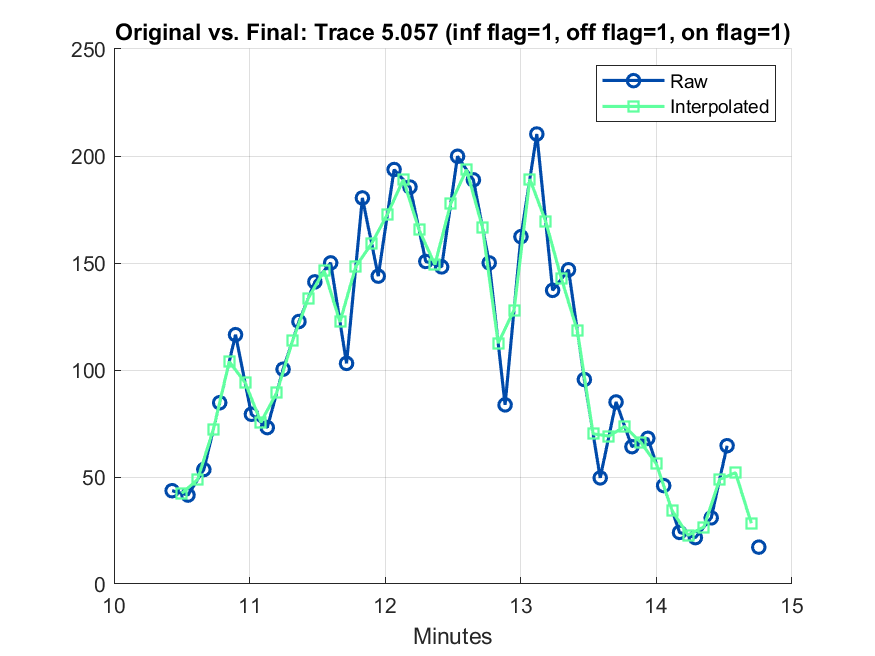 Original vs. Final: Trace 5.057 (inf flag=1, off flag=1, on flag=1)
250
200
150
100
50
0
Raw
Interpolated
10 11 12 13 14 15
Minutes